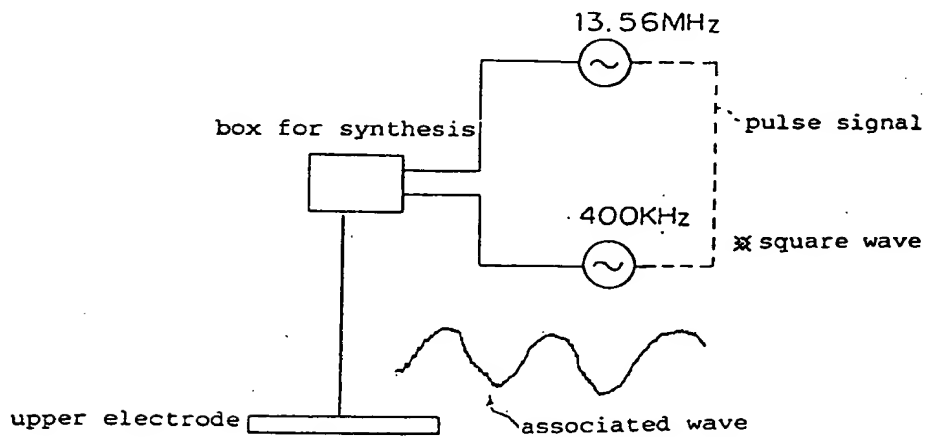 13.56MHz
box for synthesis
pulse signal
400KHz
※ square wave
upper electrode
associated wave